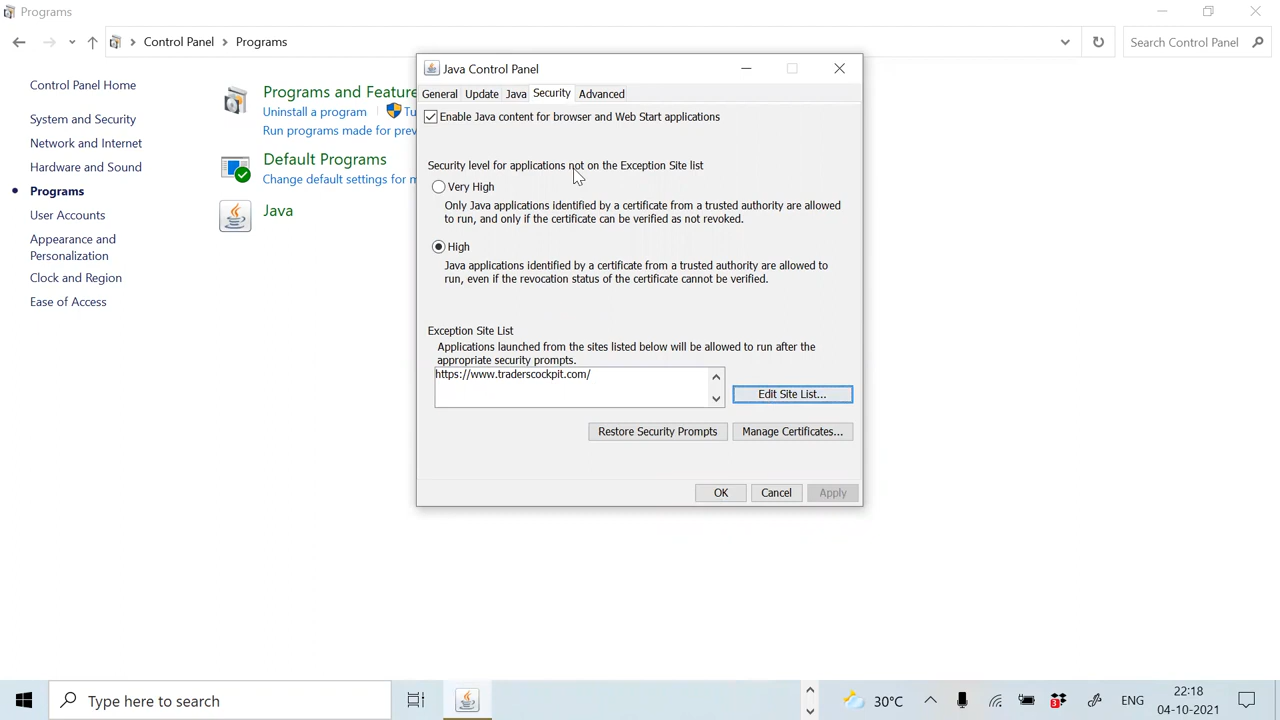 Programs
Control Panel
Programs
Search Control Panel
Control Panel Home
System and Security
Network and Internet
Hardware and Sound
Programs
User Accounts
Appearance and
Personalization
Clock and Region
Ease of Access
Programs and Feature
Uninstall a program
Tu
Run programs made for prev
Default Programs
Change default settings for m
Java
Java Control Panel
General Update Java Security Advanced
Enable Java content for browser and Web Start applications
Security level for applications not on the Exception Site list
Very High
Only Java applications identified by a certificate from a trusted authority are allowed
to run, and only if the certificate can be verified as not revoked.
High
Java applications identified by a certificate from a trusted authority are allowed to
run, even if the revocation status of the certificate cannot be verified.
Exception Site List
Applications launched from the sites listed below will be allowed to run after the
appropriate security prompts.
https://www.traderscockpit.com/
Edit Site List...
Restore Security Prompts
Manage Certificates...
OK
Cancel
Apply
Type here to search
30°C
3
ENG
22:18
04-10-2021